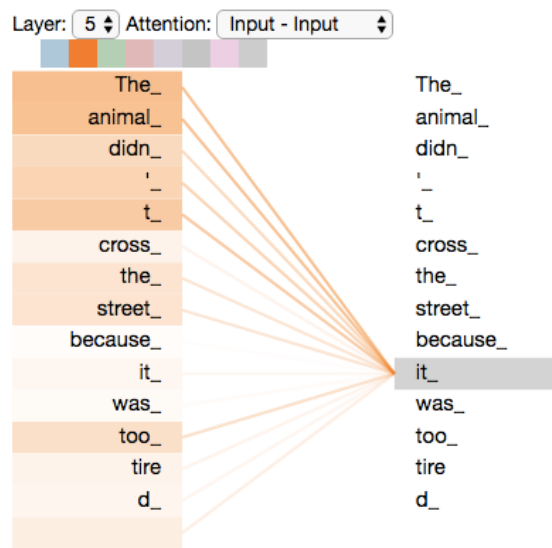 Layer: 5 Attention: Input - Input
The_ The_
animal_ animal_
didn_ didn_
'_ '_
t_ t_
cross_ cross_
the_ the_
street_ street_
because_ because_
it_ it_
was_ was_
too_ too_
tire tire
d_ d_